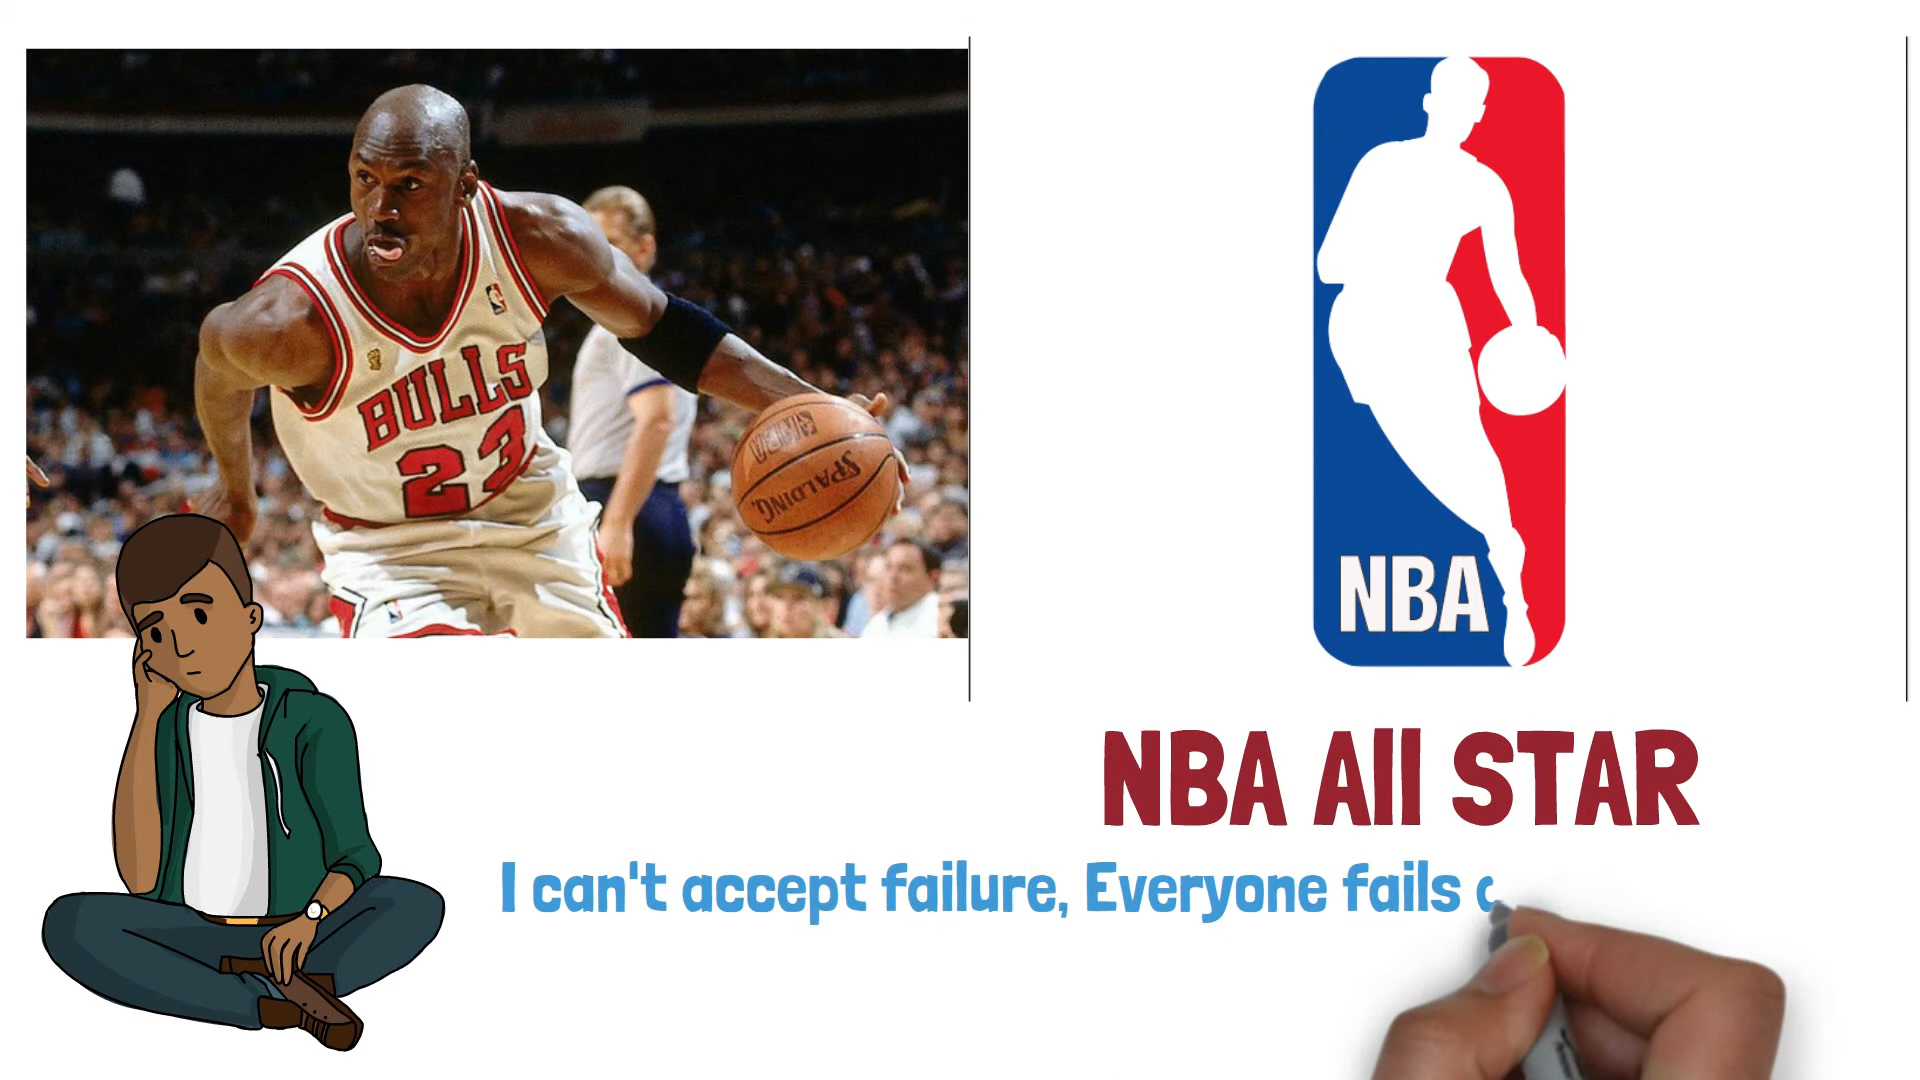 BULLS
23
SPALDING
NBA
NBA All STAR
I can't accept failure, Everyone fails